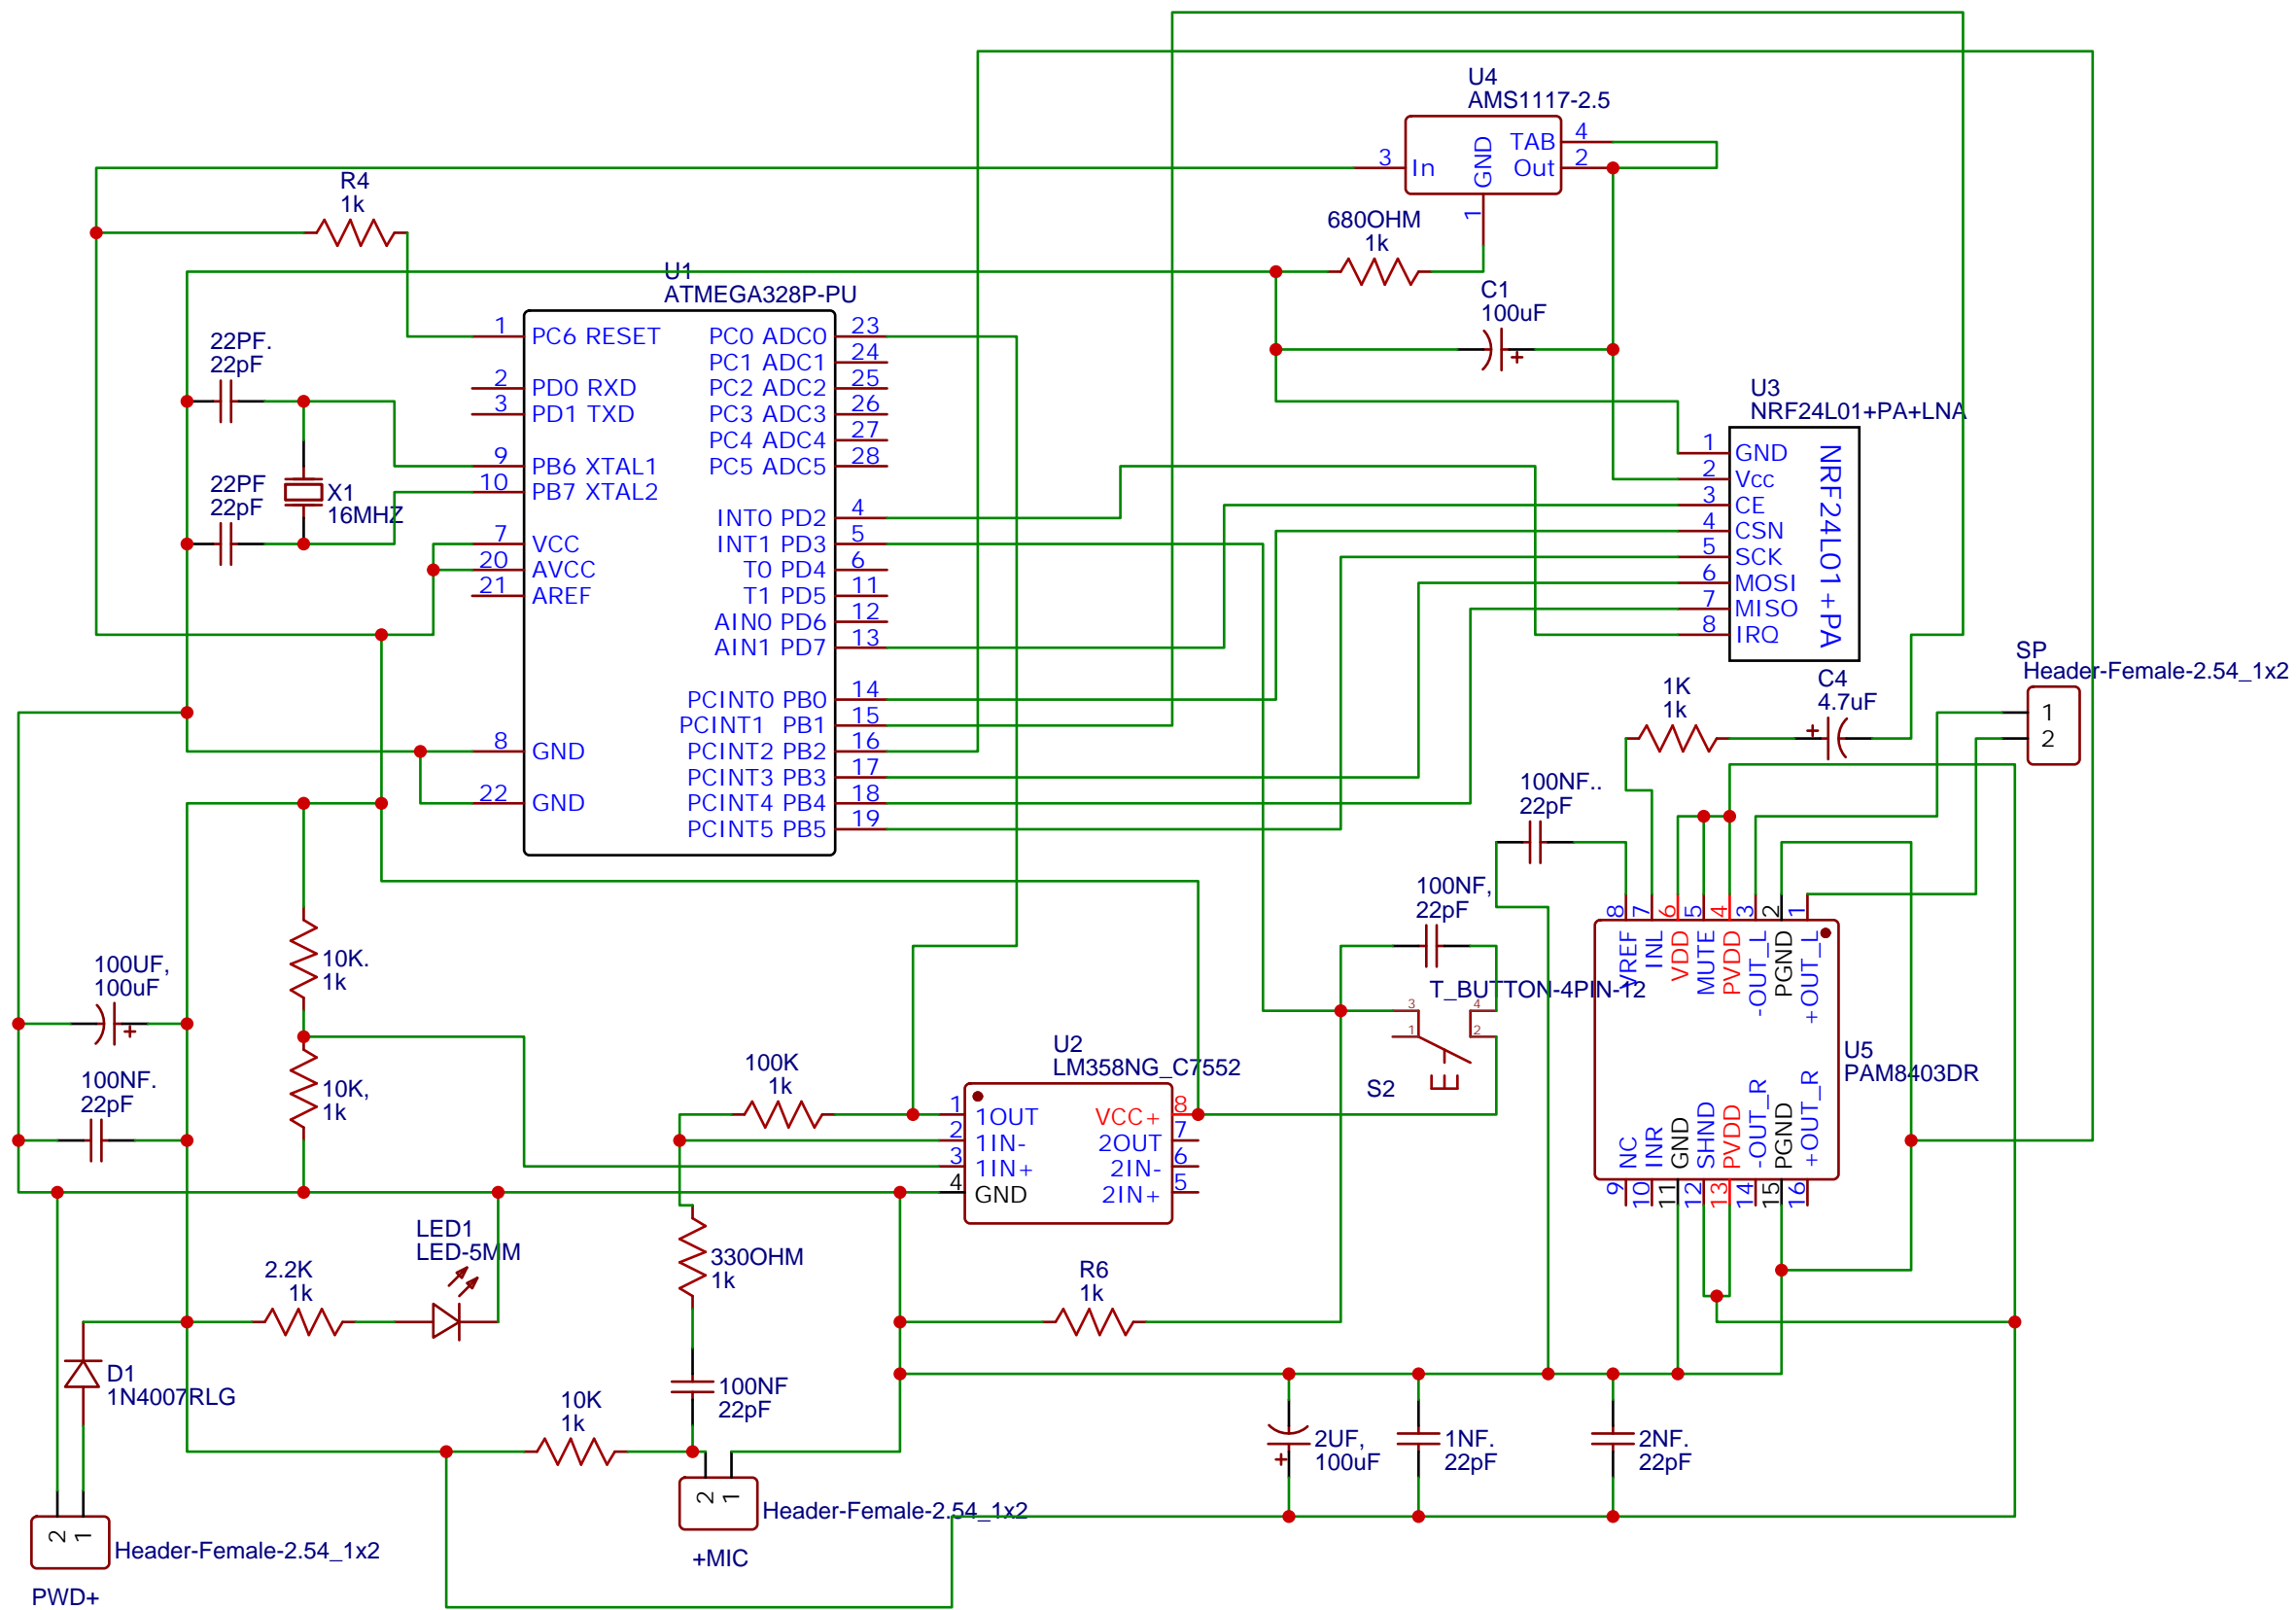 U4
AMS1117-2.5
3
In
GND
1
TAB
4
Out
2
R4
1k
680OHM
1k
C1
100uF
U1
ATMEGA328P-PU
1
PC6 RESET
2
PD0 RXD
3
PD1 TXD
9
PB6 XTAL1
10
PB7 XTAL2
7
VCC
20
AVCC
21
AREF
8
GND
22
GND
PC0 ADC0
23
PC1 ADC1
24
PC2 ADC2
25
PC3 ADC3
26
PC4 ADC4
27
PC5 ADC5
28
INT0 PD2
4
INT1 PD3
5
T0 PD4
6
T1 PD5
11
AIN0 PD6
12
AIN1 PD7
13
PCINT0 PB0
14
PCINT1 PB1
15
PCINT2 PB2
16
PCINT3 PB3
17
PCINT4 PB4
18
PCINT5 PB5
19
22PF.
22pF
22PF
22pF
X1
16MHZ
U3
NRF24L01+PA+LNA
1
GND
2
Vcc
3
CE
4
CSN
5
SCK
6
MOSI
7
MISO
8
IRQ
NRF24L01+PA
SP
Header-Female-2.54_1x2
1
2
1K
1k
C4
4.7uF
100NF..
22pF
100NF,
22pF
T_BUTTON-4PIN-12
3
4
1
2
S2
8
7
6
5
4
3
2
1
VREF
INL
VDD
MUTE
PVDD
-OUT_L
PGND
+OUT_L
U5
PAM8403DR
NC
INR
GND
SHND
PVDD
-OUT_R
PGND
+OUT_R
9
10
11
12
13
14
15
16
10K.
1k
10K,
1k
100UF,
100uF
100NF.
22pF
100K
1k
U2
LM358NG_C7552
1
1OUT
2
1IN-
3
1IN+
4
GND
VCC+
8
2OUT
7
2IN-
6
2IN+
5
LED1
LED-5MM
2.2K
1k
330OHM
1k
R6
1k
D1
1N4007RLG
10K
1k
100NF
22pF
2UF,
100uF
1NF.
22pF
2NF.
22pF
2
1
Header-Female-2.54_1x2
+MIC
2
1
Header-Female-2.54_1x2
PWD+